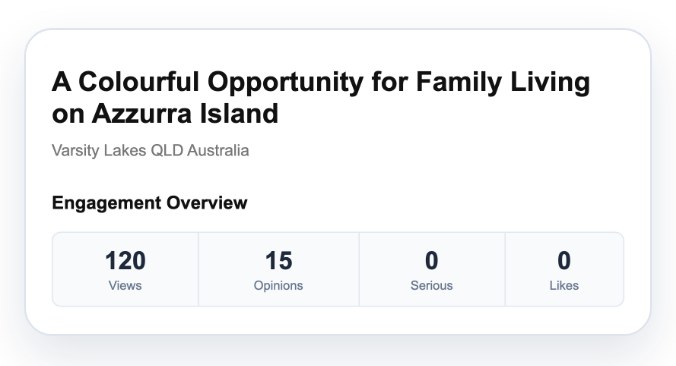 A Colourful Opportunity for Family Living
on Azzurra Island
Varsity Lakes QLD Australia
Engagement Overview
120 15 0 0
Views Opinions Serious Likes